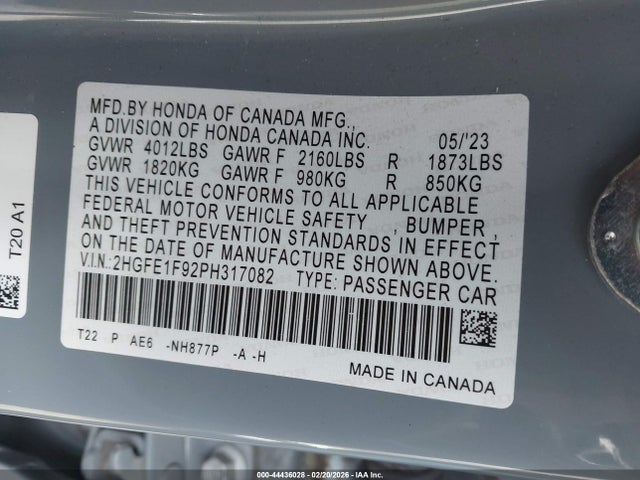 MFD.BY HONDA OF CANADA MFG.,
A DIVISION OF HONDA CANADA INC. 05/'23
GVWR 4012LBS GAWR F 2160LBS R 1873LBS
GVWR 1820KG GAWR F 980KG R 850KG
THIS VEHICLE CONFORMS TO ALL APPLICABLE
FEDERAL MOTOR VEHICLE SAFETY , BUMPER ,
AND THEFT PREVENTION STANDARDS IN EFFECT
ON THE DATE OF MANUFACTURE SHOWN ABOVE.
V.I.N.:2HGFE1F92PH317082 TYPE: PASSENGER CAR
T22 P AE6 -NH877P -A -H
MADE IN CANADA
T20 A1
000-44436028 - 02/20/2026 - IAA Inc.